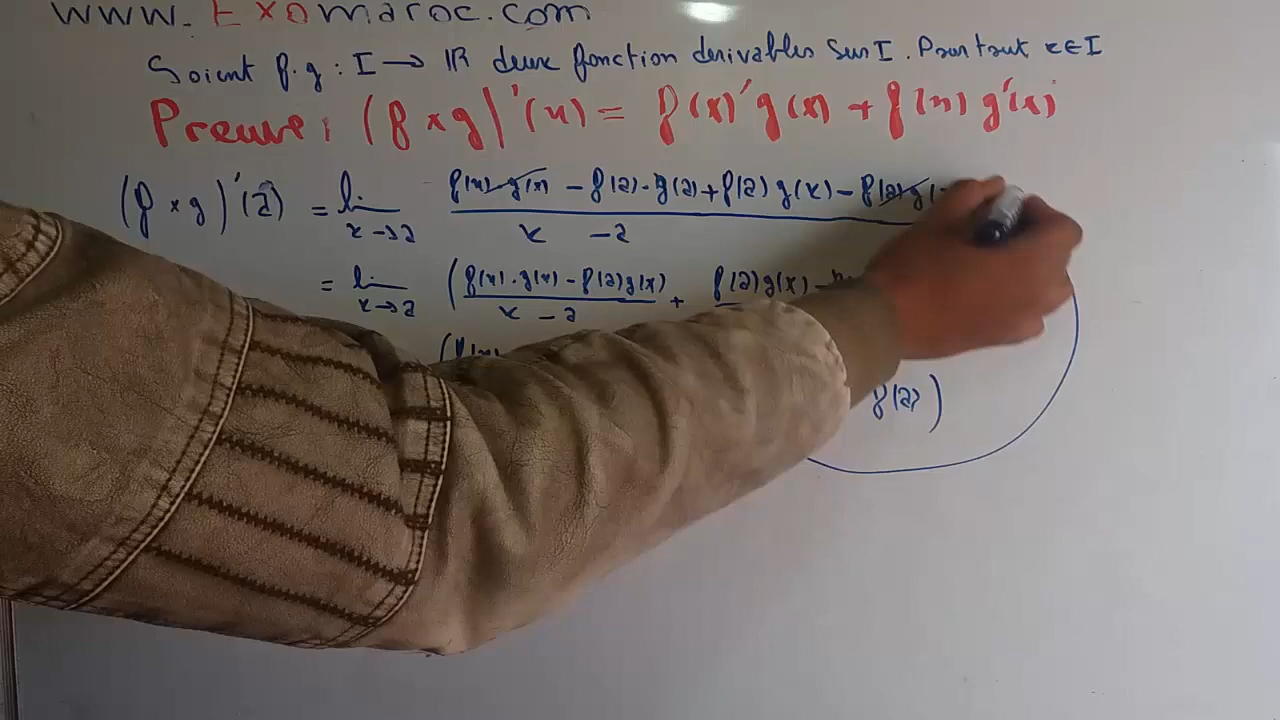 www.Exomaroc.com
Soient f.g : I → IR deux fonction derivables Sur I. Pour tout x∈I
Preuve : (f × g)'(x) = f(x)'g(x) + f(x) g'(x)
(f × g)'(a) = lim x→a f(x)·g(x) - f(a)·g(a) + f(a) g(x) - f(a) g( / x - a
= lim x→a (f(x)·g(x) - f(a)g(x) / x - a + f(a)g(x) -
(f(x)
g(a))